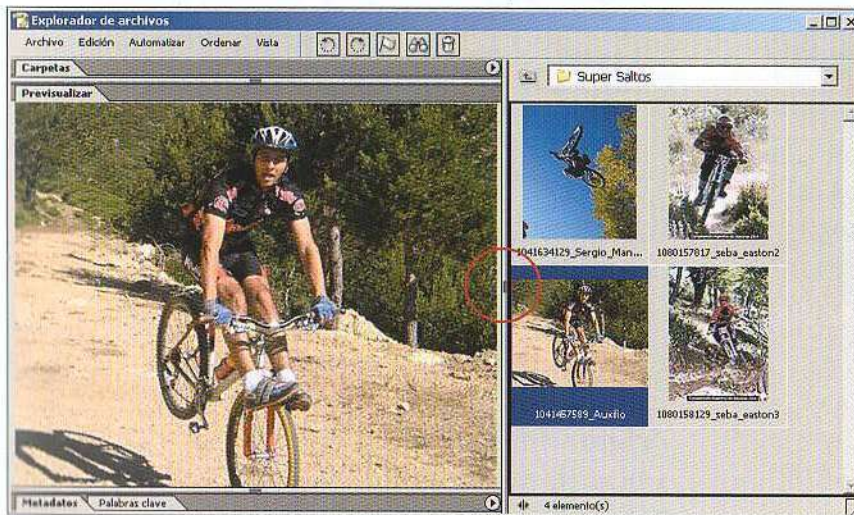 Explorador de archivos
Archivo Edición Automatizar Ordenar Vista
Carpetas
Super Saltos
Previsualizar
1041634129_Sergio_Man...
1080157817_seba_easton2
1041457589_Auxilio
1080158129_seba_easton3
Metadatos Palabras clave
4 elemento(s)